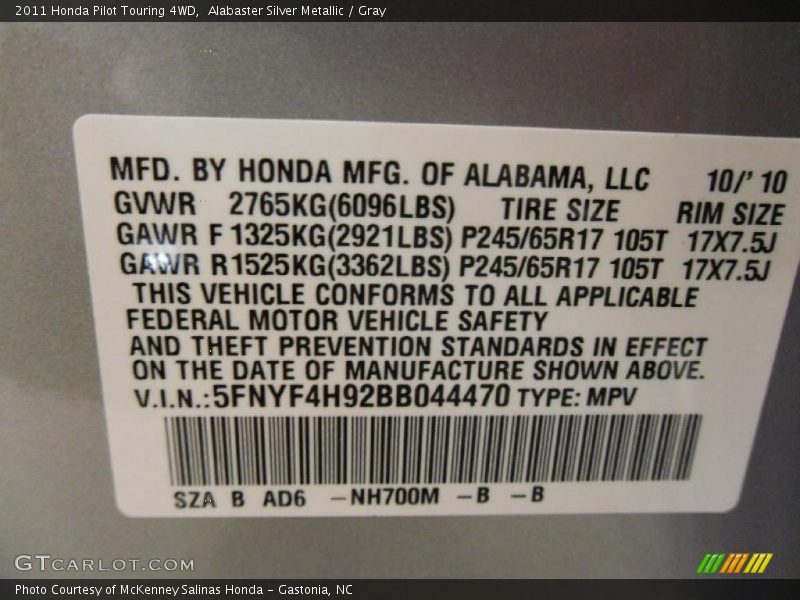 2011 Honda Pilot Touring 4WD,  Alabaster Silver Metallic / Gray
MFD. BY HONDA MFG. OF ALABAMA, LLC 10/' 10
GVWR 2765KG(6096LBS) TIRE SIZE RIM SIZE
GAWR F 1325KG(2921LBS) P245/65R17 105T 17X7.5J
GAWR R1525KG(3362LBS) P245/65R17 105T 17X7.5J
THIS VEHICLE CONFORMS TO ALL APPLICABLE
FEDERAL MOTOR VEHICLE SAFETY
AND THEFT PREVENTION STANDARDS IN EFFECT
ON THE DATE OF MANUFACTURE SHOWN ABOVE.
V.I.N.:5FNYF4H92BB044470 TYPE: MPV
SZA B AD6 -NH700M -B -B
GTCARLOT.COM
Photo Courtesy of McKenney Salinas Honda - Gastonia, NC